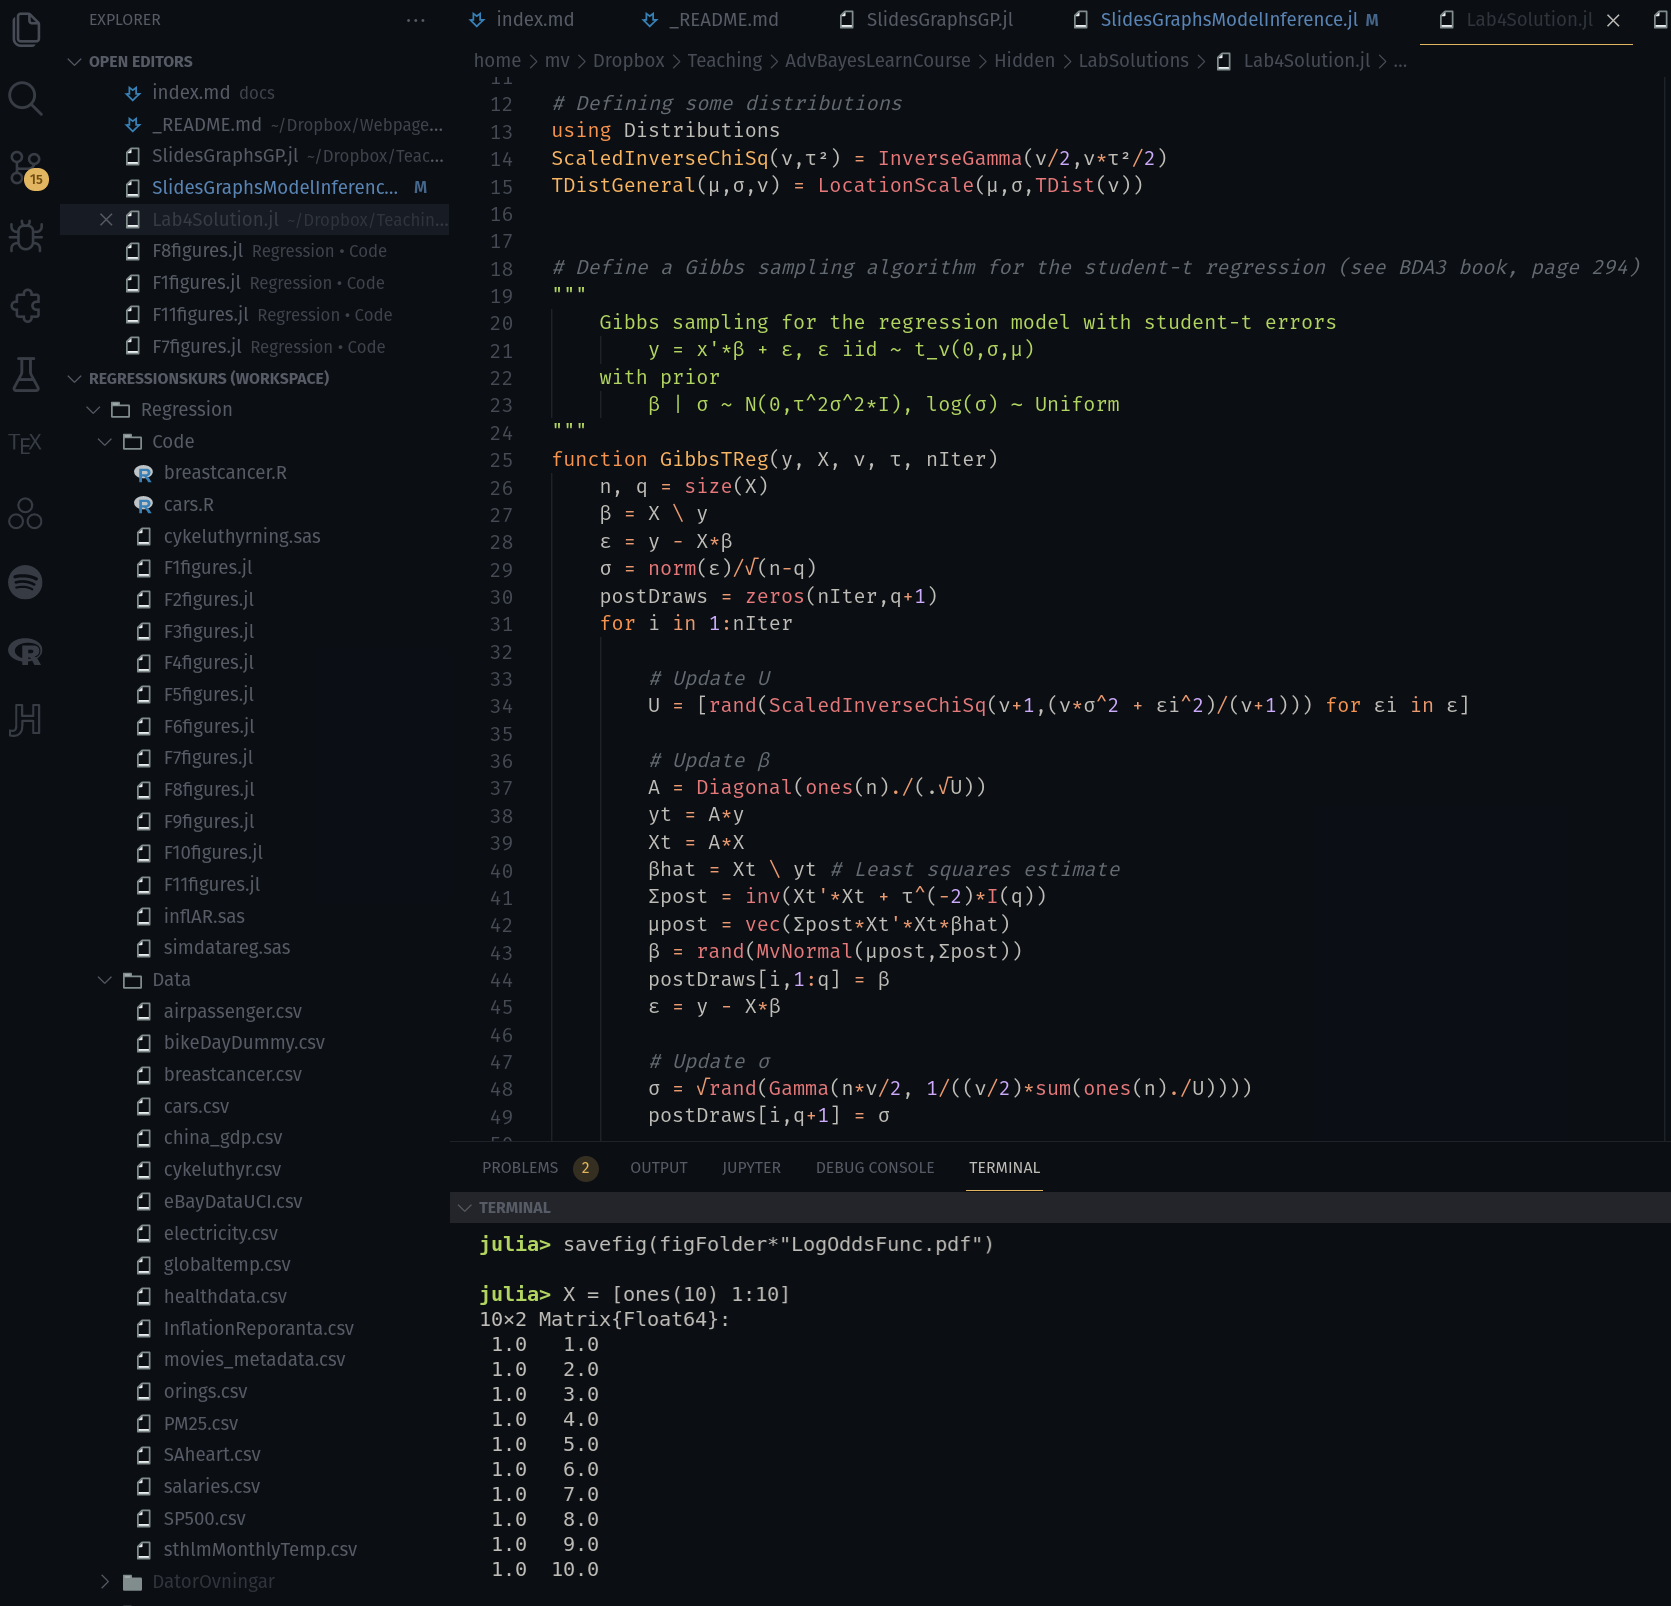 EXPLORER
OPEN EDITORS
index.md docs
_README.md ~/Dropbox/Webpage...
SlidesGraphsGP.jl ~/Dropbox/Teac...
SlidesGraphsModelInferenc... M
Lab4Solution.jl ~/Dropbox/Teachin...
F8figures.jl Regression • Code
F1figures.jl Regression • Code
F11figures.jl Regression • Code
F7figures.jl Regression • Code
REGRESSIONSKURS (WORKSPACE)
Regression
Code
breastcancer.R
cars.R
cykeluthyrning.sas
F1figures.jl
F2figures.jl
F3figures.jl
F4figures.jl
F5figures.jl
F6figures.jl
F7figures.jl
F8figures.jl
F9figures.jl
F10figures.jl
F11figures.jl
inflAR.sas
simdatareg.sas
Data
airpassenger.csv
bikeDayDummy.csv
breastcancer.csv
cars.csv
china_gdp.csv
cykeluthyr.csv
eBayDataUCI.csv
electricity.csv
globaltemp.csv
healthdata.csv
InflationReporanta.csv
movies_metadata.csv
orings.csv
PM25.csv
SAheart.csv
salaries.csv
SP500.csv
sthlmMonthlyTemp.csv
DatorOvningar
15
TEX
index.md _README.md SlidesGraphsGP.jl SlidesGraphsModelInference.jl M Lab4Solution.jl
home > mv > Dropbox > Teaching > AdvBayesLearnCourse > Hidden > LabSolutions > Lab4Solution.jl > ...
11
12 # Defining some distributions
13 using Distributions
14 ScaledInverseChiSq(ν,τ²) = InverseGamma(ν/2,ν*τ²/2)
15 TDistGeneral(μ,σ,ν) = LocationScale(μ,σ,TDist(ν))
16
17
18 # Define a Gibbs sampling algorithm for the student-t regression (see BDA3 book, page 294)
19 """
20 Gibbs sampling for the regression model with student-t errors
21 y = x'*β + ε, ε iid ~ t_ν(0,σ,μ)
22 with prior
23 β | σ ~ N(0,τ^2σ^2*I), log(σ) ~ Uniform
24 """
25 function GibbsTReg(y, X, ν, τ, nIter)
26 n, q = size(X)
27 β = X \ y
28 ε = y - X*β
29 σ = norm(ε)/√(n-q)
30 postDraws = zeros(nIter,q+1)
31 for i in 1:nIter
32
33 # Update U
34 U = [rand(ScaledInverseChiSq(ν+1,(ν*σ^2 + εi^2)/(ν+1))) for εi in ε]
35
36 # Update β
37 A = Diagonal(ones(n)./(.√U))
38 yt = A*y
39 Xt = A*X
40 βhat = Xt \ yt # Least squares estimate
41 Σpost = inv(Xt'*Xt + τ^(-2)*I(q))
42 μpost = vec(Σpost*Xt'*Xt*βhat)
43 β = rand(MvNormal(μpost,Σpost))
44 postDraws[i,1:q] = β
45 ε = y - X*β
46
47 # Update σ
48 σ = √rand(Gamma(n*ν/2, 1/((ν/2)*sum(ones(n)./U))))
49 postDraws[i,q+1] = σ
50
PROBLEMS 2 OUTPUT JUPYTER DEBUG CONSOLE TERMINAL
TERMINAL
julia> savefig(figFolder*"LogOddsFunc.pdf")
julia> X = [ones(10) 1:10]
10×2 Matrix{Float64}:
1.0 1.0
1.0 2.0
1.0 3.0
1.0 4.0
1.0 5.0
1.0 6.0
1.0 7.0
1.0 8.0
1.0 9.0
1.0 10.0